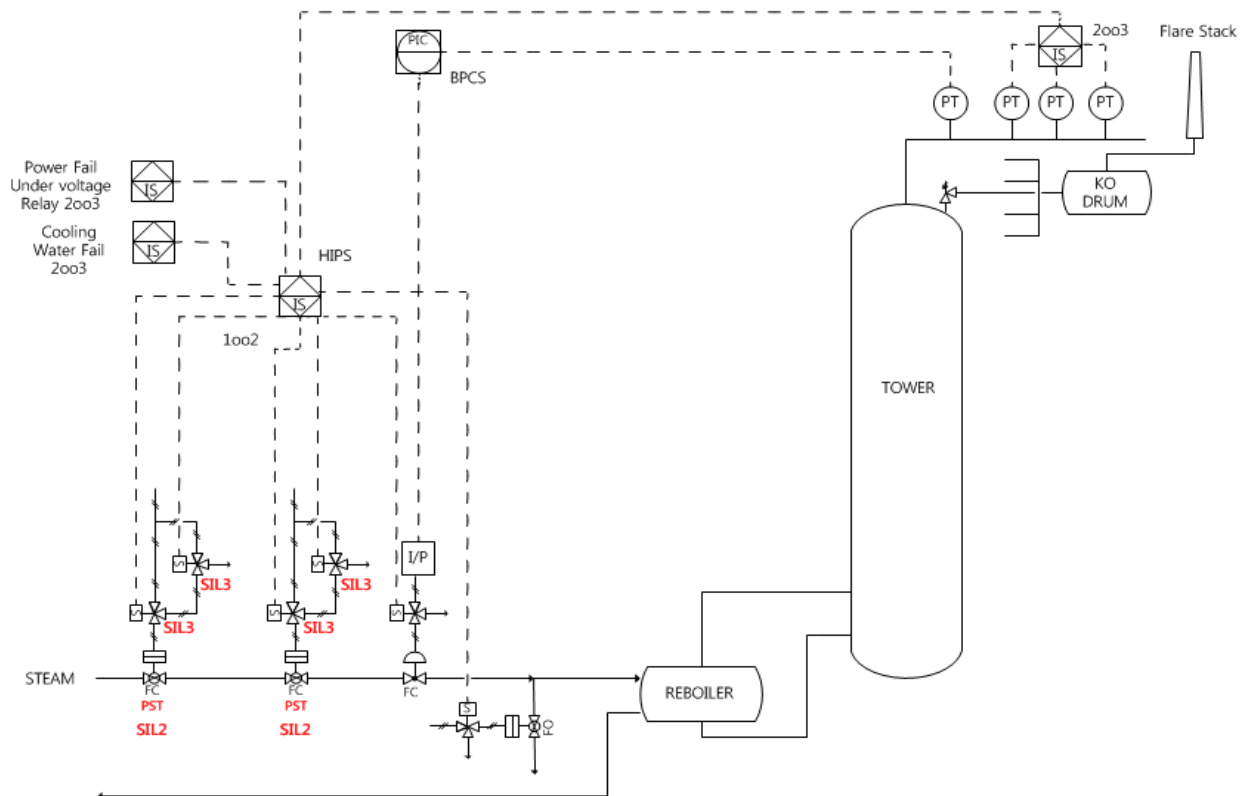 PIC
BPCS
2oo3
IS
Flare Stack
PT
PT
PT
PT
Power Fail
Under voltage
Relay 2oo3
IS
KO
DRUM
Cooling
Water Fail
2oo3
IS
HIPS
IS
1oo2
TOWER
I/P
S
SIL3
S
SIL3
S
SIL3
S
SIL3
S
STEAM
FC
PST
SIL2
FC
PST
SIL2
FC
S
FO
REBOILER